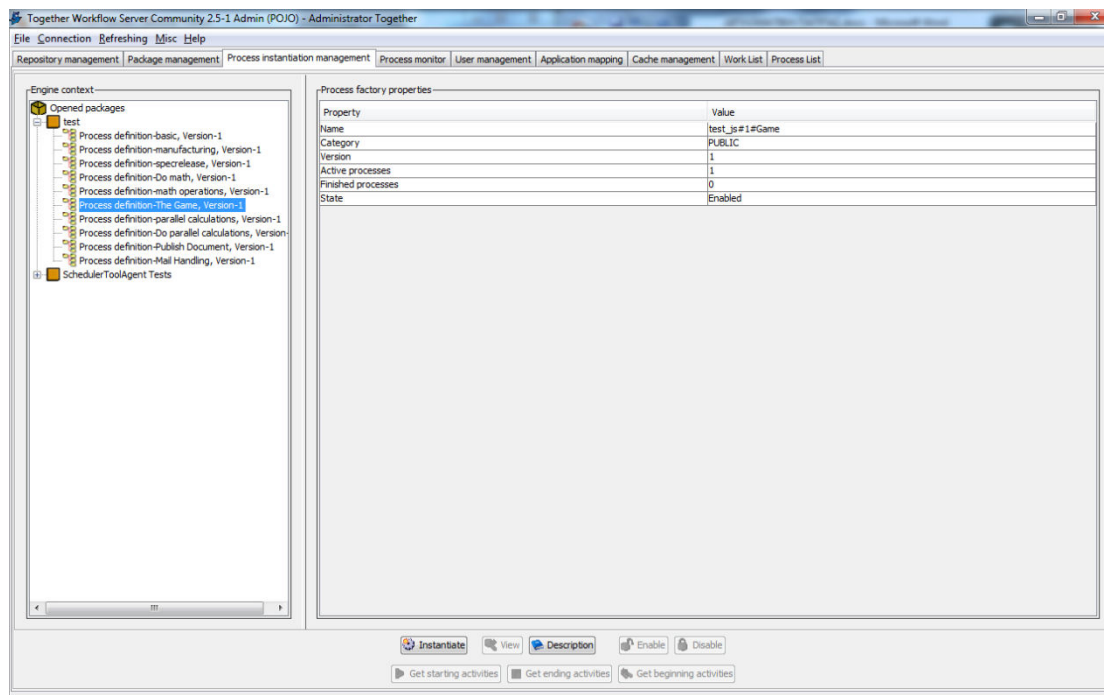 Together Workflow Server Community 2.5-1 Admin (POJO) - Administrator Together
File Connection Refreshing Misc Help
Repository management Package management Process instantiation management Process monitor User management Application mapping Cache management Work List Process List
Engine context
Opened packages
test
Process definition-basic, Version-1
Process definition-manufacturing, Version-1
Process definition-specrelease, Version-1
Process definition-Do math, Version-1
Process definition-math operations, Version-1
Process definition-The Game, Version-1
Process definition-parallel calculations, Version-1
Process definition-Do parallel calculations, Version-
Process definition-Publish Document, Version-1
Process definition-Mail Handling, Version-1
SchedulerToolAgent Tests
Process factory properties
Property Value
Name test_js#1#Game
Category PUBLIC
Version 1
Active processes 1
Finished processes 0
State Enabled
Instantiate View Description Enable Disable
Get starting activities Get ending activities Get beginning activities